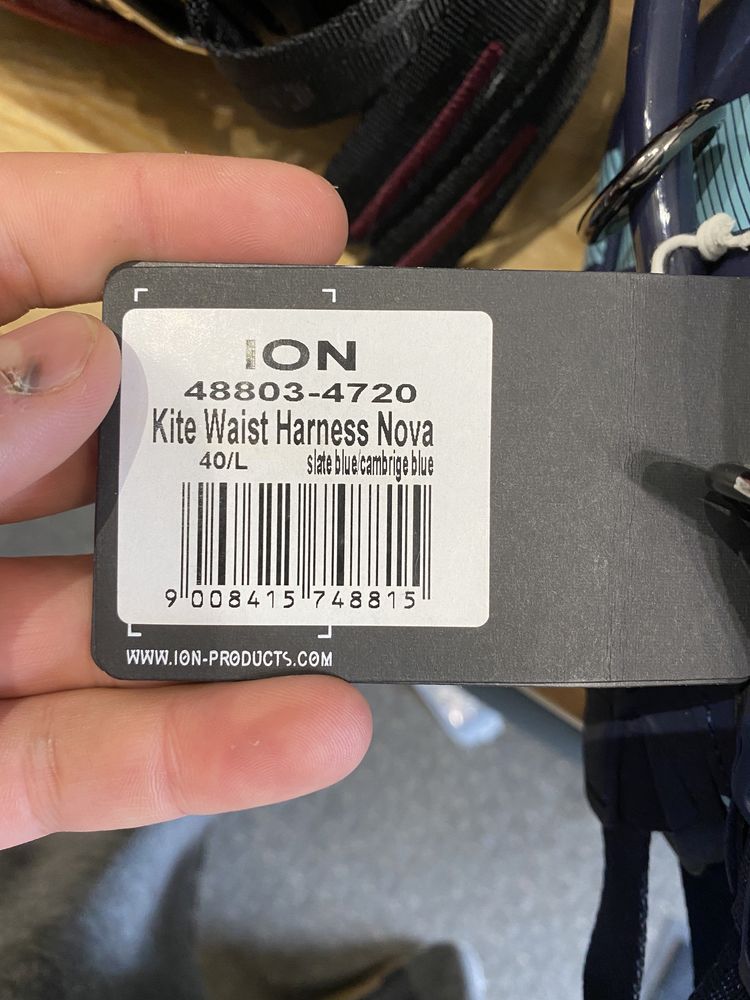 ION
48803-4720
Kite Waist Harness Nova
40/L slate blue/cambrige blue
9 008415 748815
WWW.ION-PRODUCTS.COM